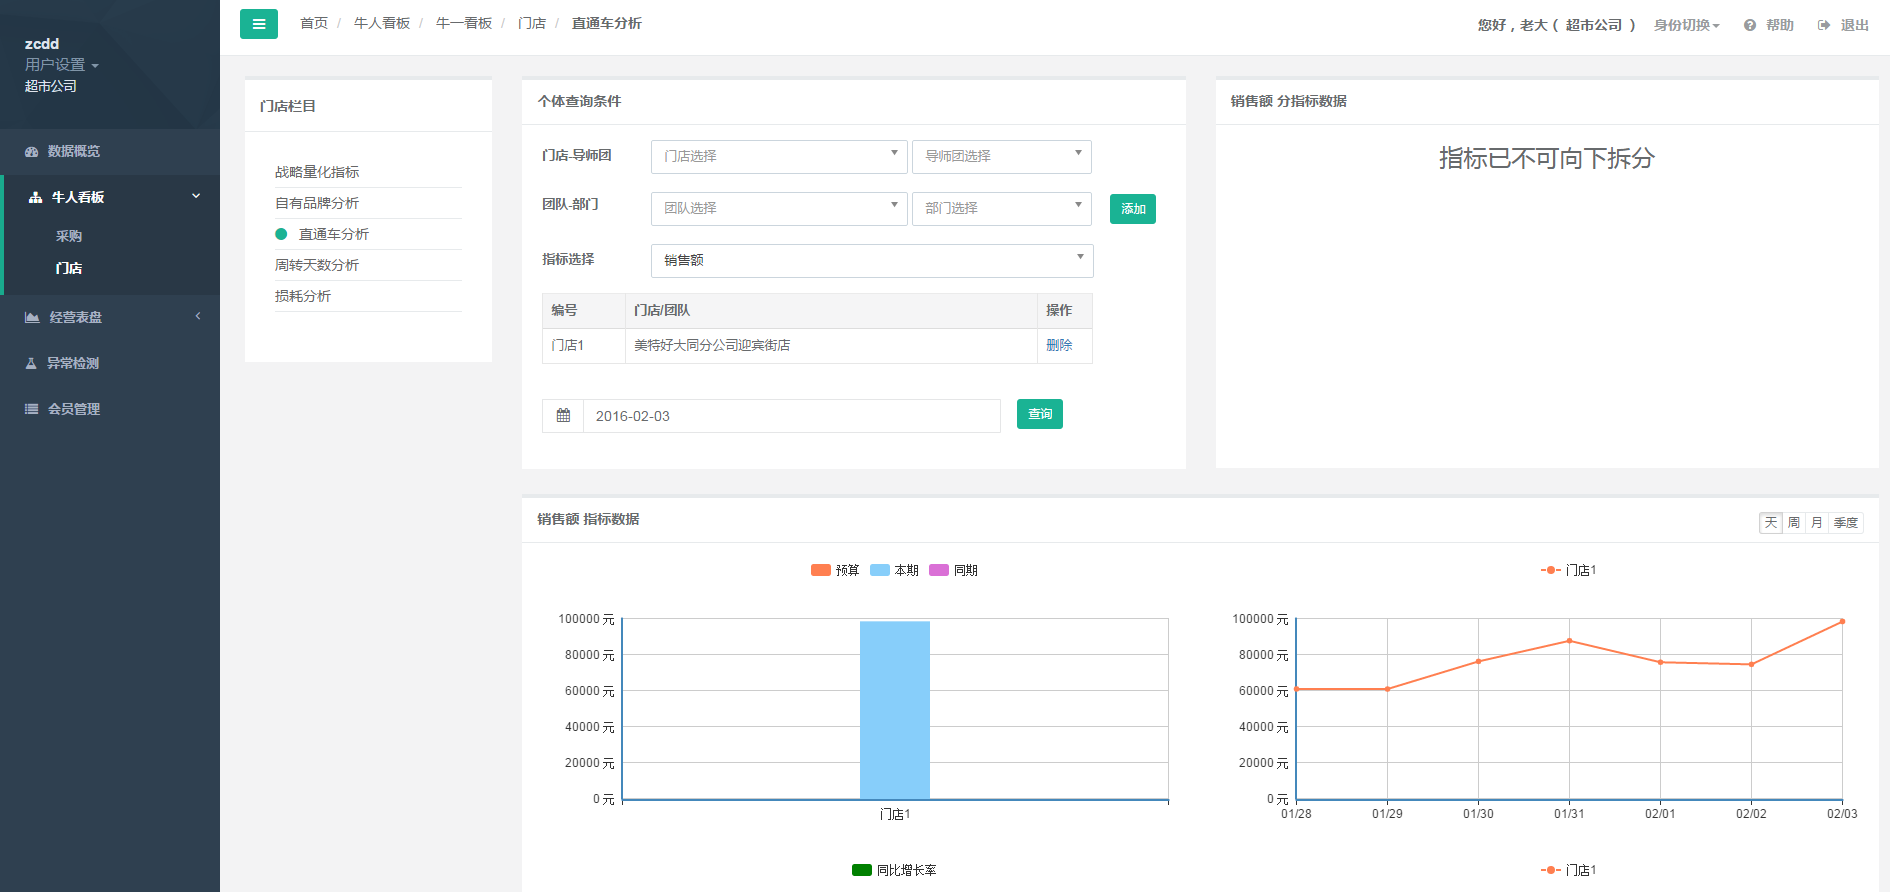 zcdd
用户设置
超市公司
数据概览
牛人看板
采购
门店
经营表盘
异常检测
会员管理
首页 / 牛人看板 / 牛一看板 / 门店 / 直通车分析
您好，老大（ 超市公司 ） 身份切换 帮助 退出
门店栏目
战略量化指标
自有品牌分析
直通车分析
周转天数分析
损耗分析
个体查询条件
门店-导师团 门店选择 导师团选择
团队-部门 团队选择 部门选择 添加
指标选择 销售额
编号 门店/团队 操作
门店1 美特好大同分公司迎宾街店 删除
2016-02-03 查询
销售额 分指标数据
指标已不可向下拆分
销售额 指标数据
天 周 月 季度
预算 本期 同期
100000 元
80000 元
60000 元
40000 元
20000 元
0 元
门店1
同比增长率
门店1
100000 元
80000 元
60000 元
40000 元
20000 元
0 元
01/28 01/29 01/30 01/31 02/01 02/02 02/03
门店1